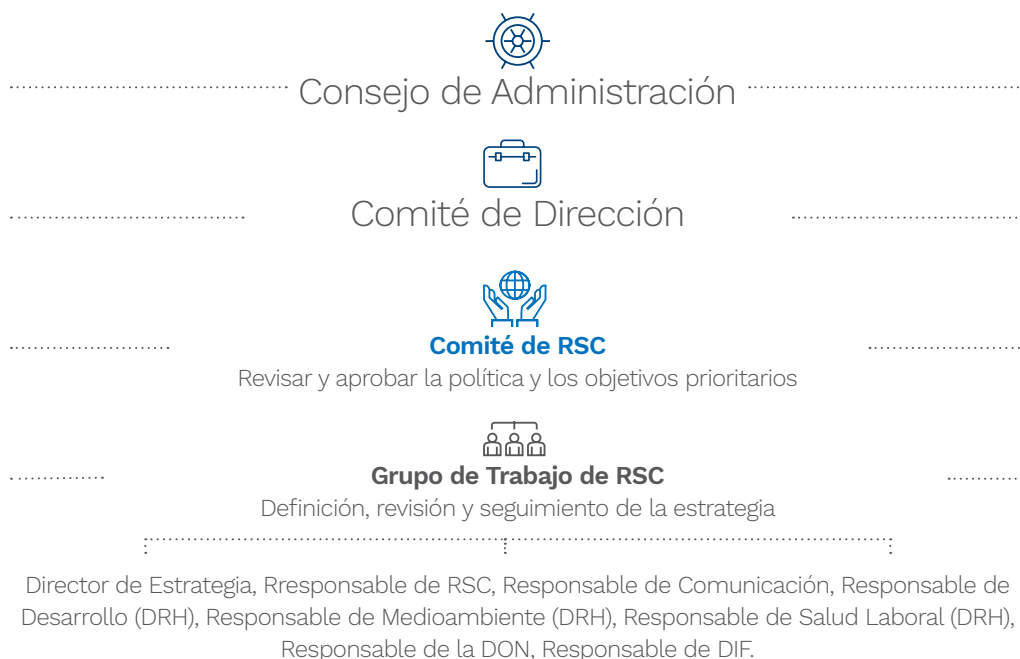 Consejo de Administración
Comité de Dirección
Comité de RSC
Revisar y aprobar la política y los objetivos prioritarios
Grupo de Trabajo de RSC
Definición, revisión y seguimiento de la estrategia
Director de Estrategia, Rresponsable de RSC, Responsable de Comunicación, Responsable de
Desarrollo (DRH), Responsable de Medioambiente (DRH), Responsable de Salud Laboral (DRH),
Responsable de la DON, Responsable de DIF.